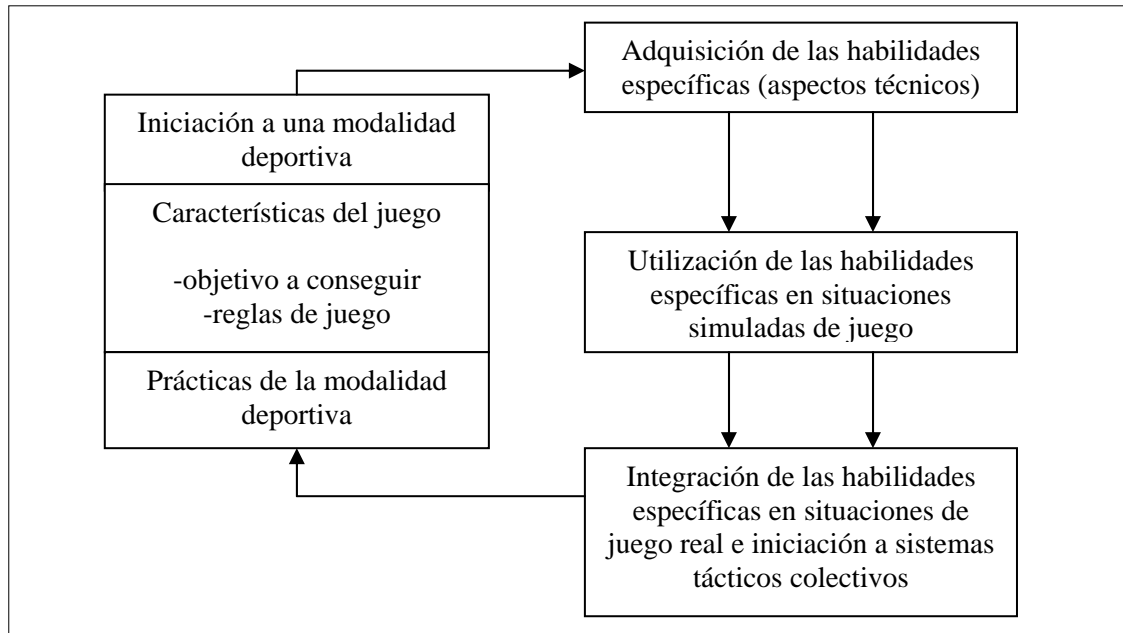 Iniciación a una modalidad
deportiva
Características del juego
-objetivo a conseguir
-reglas de juego
Prácticas de la modalidad
deportiva
Adquisición de las habilidades
específicas (aspectos técnicos)
Utilización de las habilidades
específicas en situaciones
simuladas de juego
Integración de las habilidades
específicas en situaciones de
juego real e iniciación a sistemas
tácticos colectivos